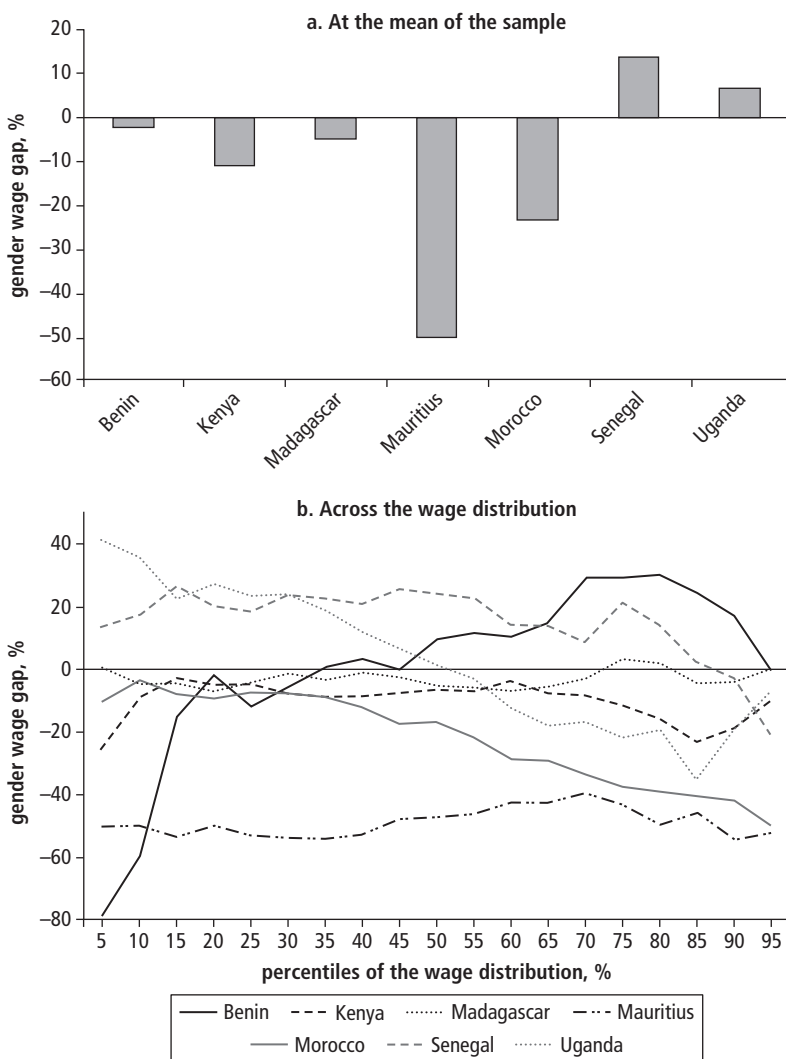 a. At the mean of the sample
20
10
0
–10
–20
–30
–40
–50
–60
gender wage gap, %
Benin
Kenya
Madagascar
Mauritius
Morocco
Senegal
Uganda
b. Across the wage distribution
40
20
0
–20
–40
–60
–80
gender wage gap, %
5 10 15 20 25 30 35 40 45 50 55 60 65 70 75 80 85 90 95
percentiles of the wage distribution, %
Benin Kenya Madagascar Mauritius
Morocco Senegal Uganda